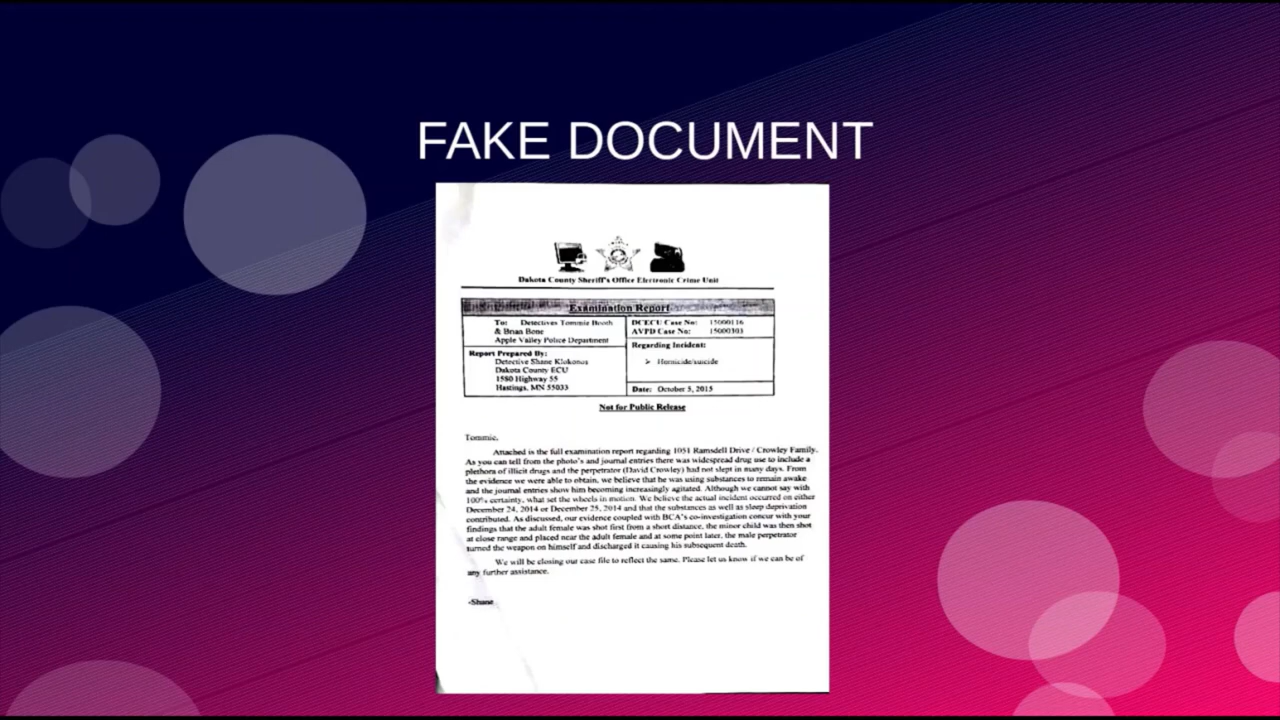 FAKE DOCUMENT
Dakota County Sheriff's Office Electronic Crime Unit
Examination Report
To: Detectives Tommie Booth
& Brian Bone
Apple Valley Police Department
DCECU Case No: 15000116
AVPD Case No: 15000303
Report Prepared By:
Detective Shane Klokonos
Dakota County ECU
1580 Highway 55
Hastings, MN 55033
Regarding Incident:
➢ Homicide/suicide
Date: October 5, 2015
Not for Public Release
Tommie,
Attached is the full examination report regarding 1051 Ramsdell Drive / Crowley Family.
As you can tell from the photo's and journal entries there was widespread drug use to include a
plethora of illicit drugs and the perpetrator (David Crowley) had not slept in many days. From
the evidence we were able to obtain, we believe that he was using substances to remain awake
and the journal entries show him becoming increasingly agitated. Although we cannot say with
100% certainty, what set the wheels in motion. We believe the actual incident occurred on either
December 24, 2014 or December 25, 2014 and that the substances as well as sleep deprivation
contributed. As discussed, our evidence coupled with BCA's co-investigation concur with your
findings that the adult female was shot first from a short distance, the minor child was then shot
at close range and placed near the adult female and at some point later, the male perpetrator
turned the weapon on himself and discharged it causing his subsequent death.
We will be closing our case file to reflect the same. Please let us know if we can be of
any further assistance.
-Shane